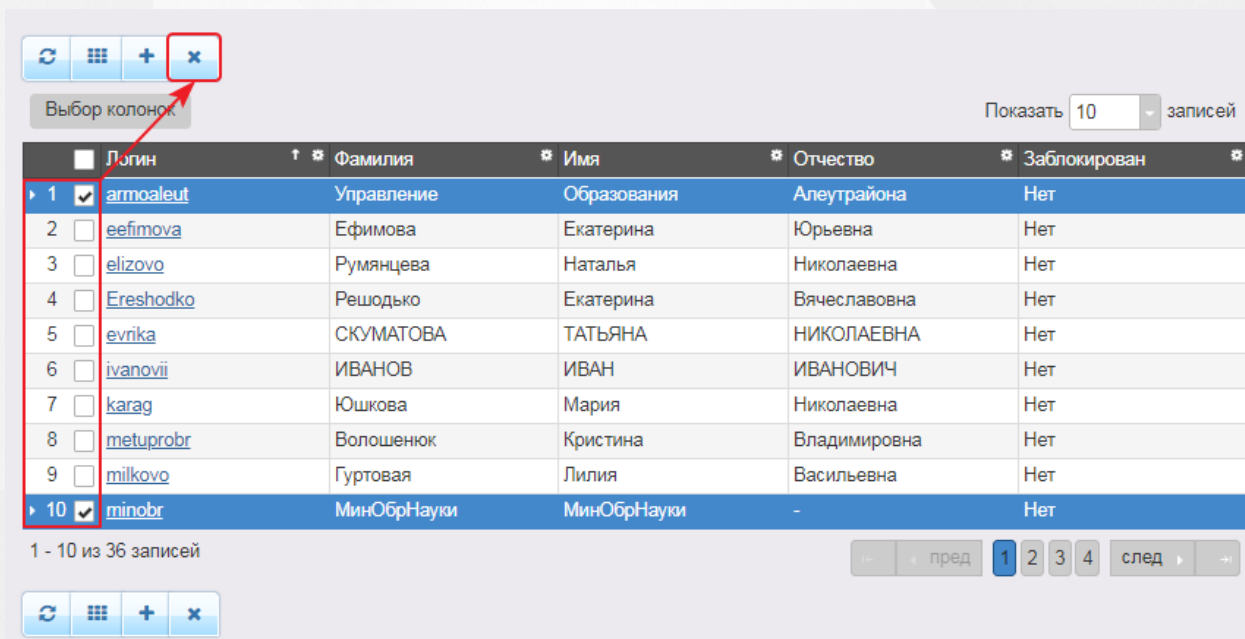 Выбор колонок Показать 10 записей
Логин Фамилия Имя Отчество Заблокирован
1 armoaleut Управление Образования Алеутрайона Нет
2 eefimova Ефимова Екатерина Юрьевна Нет
3 elizovo Румянцева Наталья Николаевна Нет
4 Ereshodko Решодько Екатерина Вячеславовна Нет
5 evrika СКУМАТОВА ТАТЬЯНА НИКОЛАЕВНА Нет
6 ivanovii ИВАНОВ ИВАН ИВАНОВИЧ Нет
7 karag Юшкова Мария Николаевна Нет
8 metuprobr Волошенюк Кристина Владимировна Нет
9 milkovo Гуртовая Лилия Васильевна Нет
10 minobr МинОбрНауки МинОбрНауки - Нет
1 - 10 из 36 записей пред 1 2 3 4 след